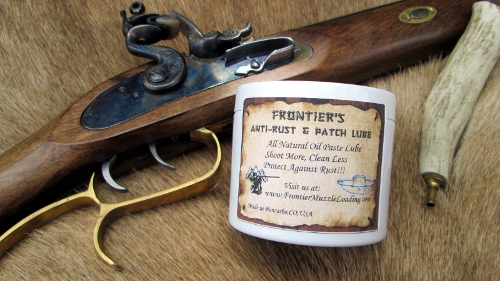 FRONTIER'S
ANTI-RUST & PATCH LUBE
All Natural Oil Paste Lube
Shoot More, Clean Less
Protect Against Rust!!!
Visit us at:
www.FrontierMuzzleLoading.com
Made in CO,USA